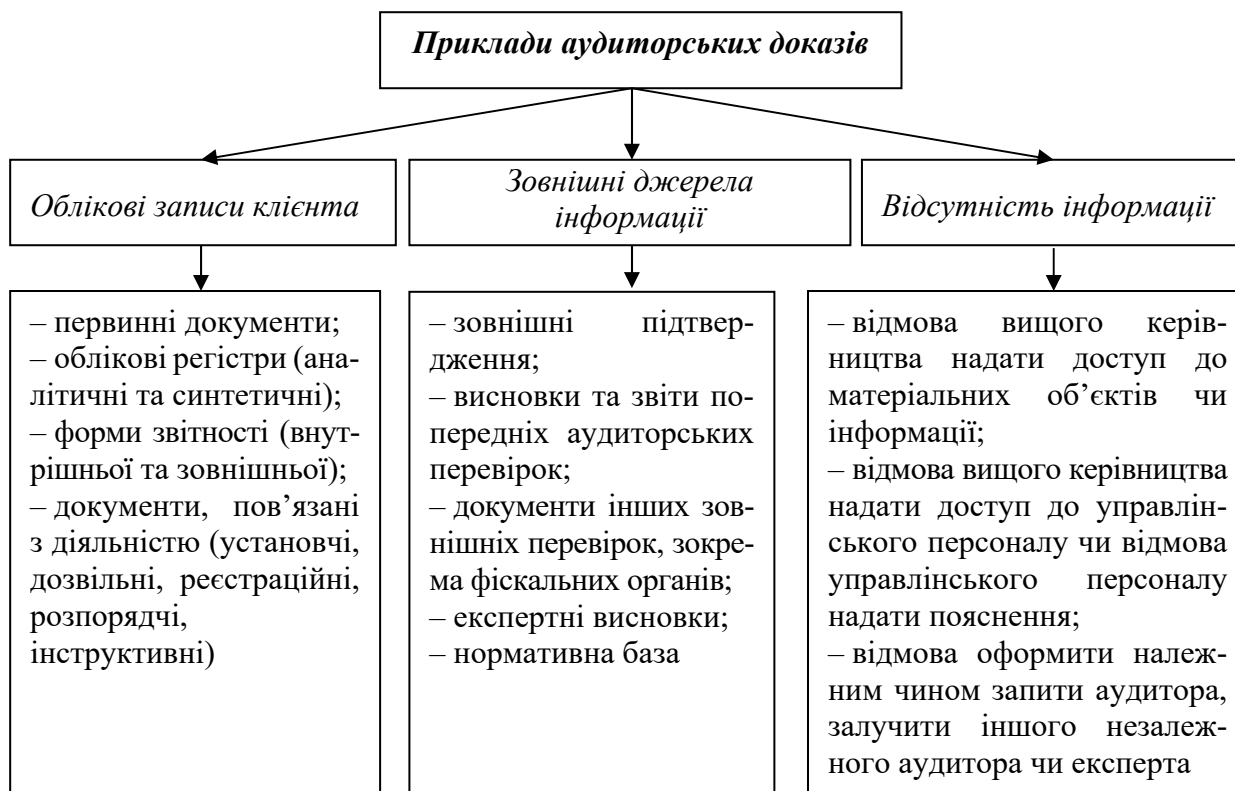 Приклади аудиторських доказів
Облікові записи клієнта
Зовнішні джерела
інформації
Відсутність інформації
– первинні документи;
– облікові регістри (ана-
літичні та синтетичні);
– форми звітності (внут-
рішньої та зовнішньої);
– документи, пов’язані
з діяльністю (установчі,
дозвільні, реєстраційні,
розпорядчі,
інструктивні)
– зовнішні підтвер-
дження;
– висновки та звіти по-
передніх аудиторських
перевірок;
– документи інших зов-
нішніх перевірок, зокре-
ма фіскальних органів;
– експертні висновки;
– нормативна база
– відмова вищого керів-
ництва надати доступ до
матеріальних об’єктів чи
інформації;
– відмова вищого керівництва
надати доступ до управлін-
ського персоналу чи відмова
управлінського персоналу
надати пояснення;
– відмова оформити належ-
ним чином запити аудитора,
залучити іншого незалеж-
ного аудитора чи експерта